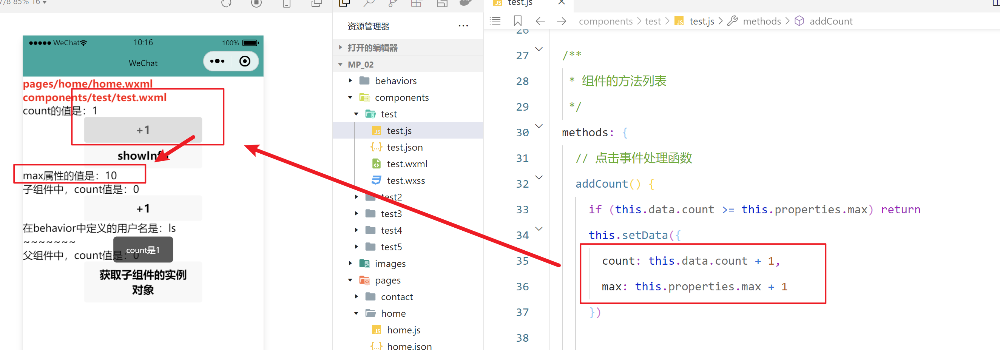 7/8 85% 16
WeChat
10:16
100%
WeChat
pages/home/home.wxml
components/test/test.wxml
count的值是：1
+1
showInf
max属性的值是：10
子组件中，count值是：0
+1
在behavior中定义的用户名是：ls
~~~~~~~
count是1
父组件中，count值是：0
获取子组件的实例
对象
资源管理器
打开的编辑器
MP_02
behaviors
components
test
JS test.js
{..} test.json
test.wxml
test.wxss
test2
test3
test4
test5
images
pages
contact
home
JS home.js
{..} home.json
JS test.js
components > test > JS test.js > methods > addCount
26
27 /**
28 * 组件的方法列表
29 */
30 methods: {
31 // 点击事件处理函数
32 addCount() {
33 if (this.data.count >= this.properties.max) return
34 this.setData({
35 count: this.data.count + 1,
36 max: this.properties.max + 1
37 })
38